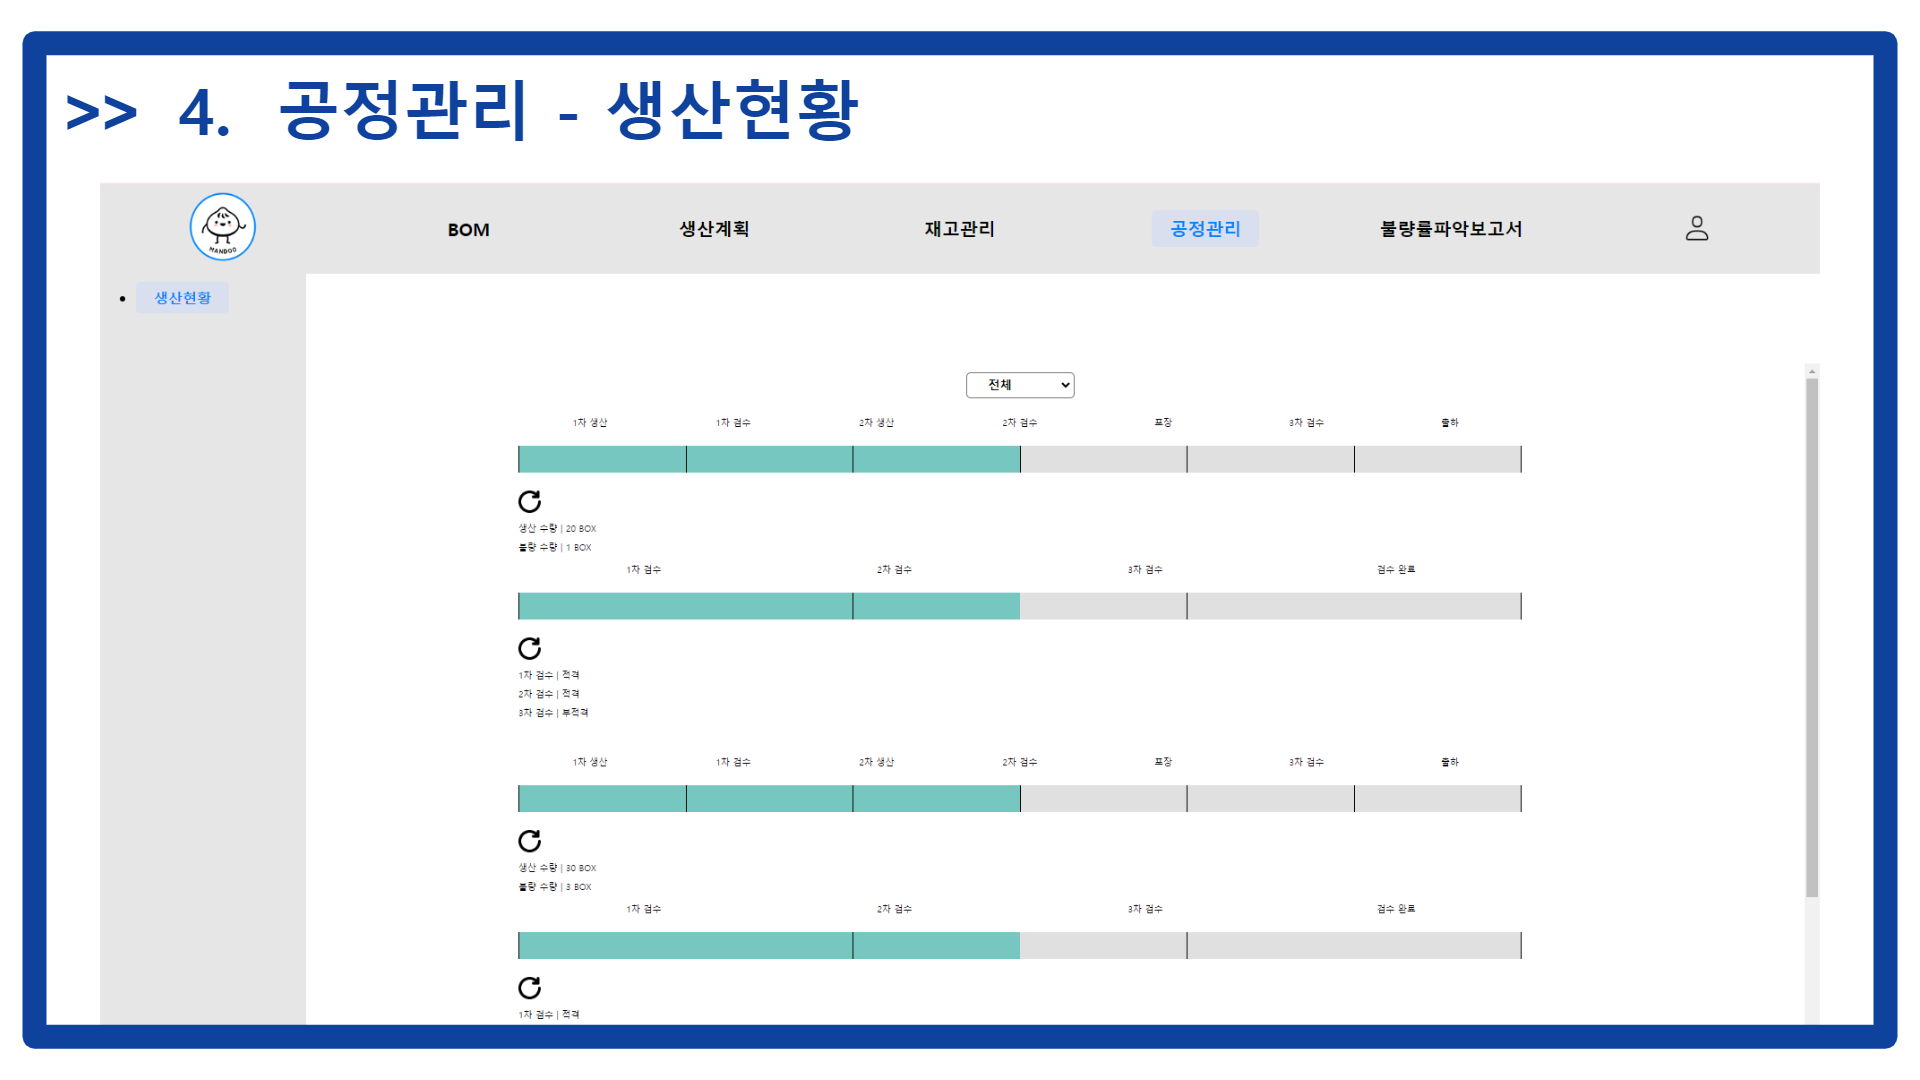 >> 4. 공정관리 - 생산현황
MANDOO
BOM 생산계획 재고관리 공정관리 불량률파악보고서
• 생산현황
전체
1차 생산 1차 검수 2차 생산 2차 검수 포장 3차 검수 출하
생산 수량 | 20 BOX
불량 수량 | 1 BOX
1차 검수 2차 검수 3차 검수 검수 완료
1차 검수 | 적격
2차 검수 | 적격
3차 검수 | 부적격
1차 생산 1차 검수 2차 생산 2차 검수 포장 3차 검수 출하
생산 수량 | 30 BOX
불량 수량 | 3 BOX
1차 검수 2차 검수 3차 검수 검수 완료
1차 검수 | 적격